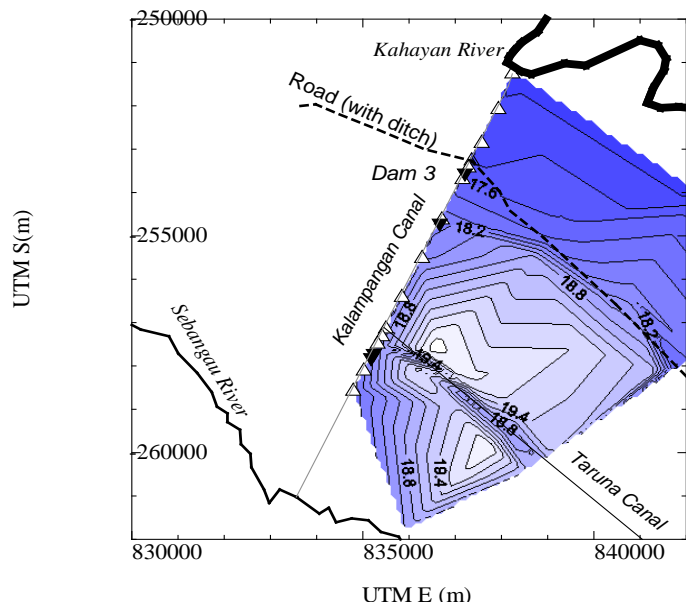 -250000
Kahayan River
Road (with ditch)
Dam 3
17.6
UTM S(m)
-255000
18.2
Kalampangan Canal
18.8
18.2
18.8
Sebangau River
19.4
19.4
18.8
-260000
18.8
19.4
Taruna Canal
830000 835000 840000
UTM E (m)